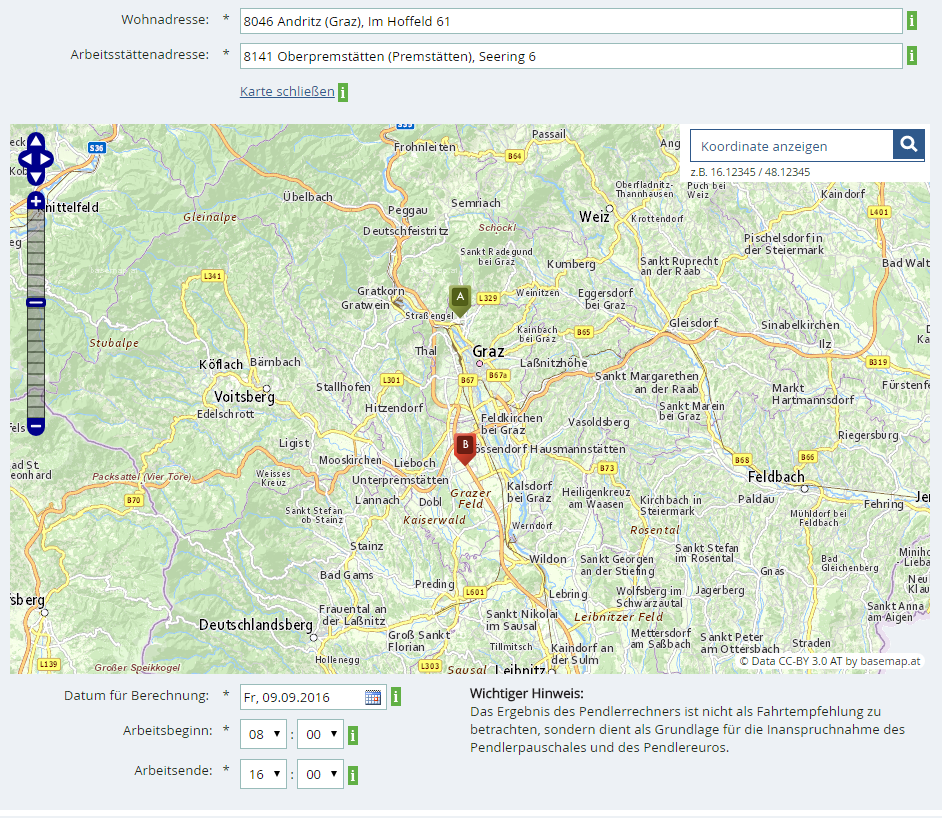 Wohnadresse: * 8046 Andritz (Graz), Im Hoffeld 61 i
Arbeitsstättenadresse: * 8141 Oberpremstätten (Premstätten), Seering 6 i
Karte schließen i
S36
Frohnleiten
Passail
B64
Koordinate anzeigen
z.B. 16.12345 / 48.12345
Oberfladnitz-
Thannhausen
Puch bei
Weiz
Kaindorf
Übelbach
Semriach
nittelfeld
Gleinalpe
Peggau
Weiz
Krottendorf
L401
Deutschfeistritz
Schöckl
Pischelsdorf in
der Steiermark
Sankt Radegund
bei Graz
Kumberg
Sankt Ruprecht
an der Raab
Bad Walt
L341
Gratkorn
Gratwein
A
L329
Weinitzen
Eggersdorf
bei Graz
Straßengel
Gleisdorf
Sinabelkirchen
Kainbach
bei Graz
B65
Stubalpe
Ilz
Thal
Graz
Köflach
Bärnbach
Laßnitzhöhe
B319
L301
B67
B67a
Sankt Margarethen
an der Raab
Stallhofen
Fürstenfe
Voitsberg
Markt
Hartmannsdorf
Edelschrott
Hitzendorf
Sankt Marein
bei Graz
Feldkirchen
bei Graz
Vasoldsberg
Riegersburg
Ligist
B
össendorf
Hausmannstätten
ad St.
eonhard
Mooskirchen
Lieboch
B73
B68
B66
Packsattel (Vier Töre)
Weisses
Kreuz
Unterpremstätten
Feldbach
B70
Lannach
Dobl
Grazer
Feld
Kalsdorf
bei Graz
Heiligenkreuz
am Waasen
Kirchbach in
Steiermark
Paldau
Fehring
Jer
Sankt Stefan
ob Stainz
Kaiserwald
Werndorf
Rosental
Mühldorf bei
Feldbach
Stainz
Sankt Stefan
im Rosental
Wildon
Sankt Georgen
an der Stiefing
Gnas
Bad
Gleichenberg
Bad Gams
Preding
L601
Lebring
Wolfsberg im
Schwarzautal
Jagerberg
fsberg
Frauental an
der Laßnitz
Sankt Nikolai
im Sausal
Leibnitzer Feld
Sankt Anna
am Aigen
Deutschlandsberg
Groß Sankt
Florian
Mettersdorf
am Saßbach
Sankt Peter
am Ottersbach
Straden
Tillmitsch
Hollenegg
L139
Großer Speikkogel
L303
Sausal
Leibnitz
Kaindorf an
der Sulm
© Data CC-BY 3.0 AT by basemap.at
Datum für Berechnung: * Fr, 09.09.2016 i
Arbeitsbeginn: * 08 : 00 i
Arbeitsende: * 16 : 00 i
Wichtiger Hinweis:
Das Ergebnis des Pendlerrechners ist nicht als Fahrtempfehlung zu
betrachten, sondern dient als Grundlage für die Inanspruchnahme des
Pendlerpauschales und des Pendlereuros.